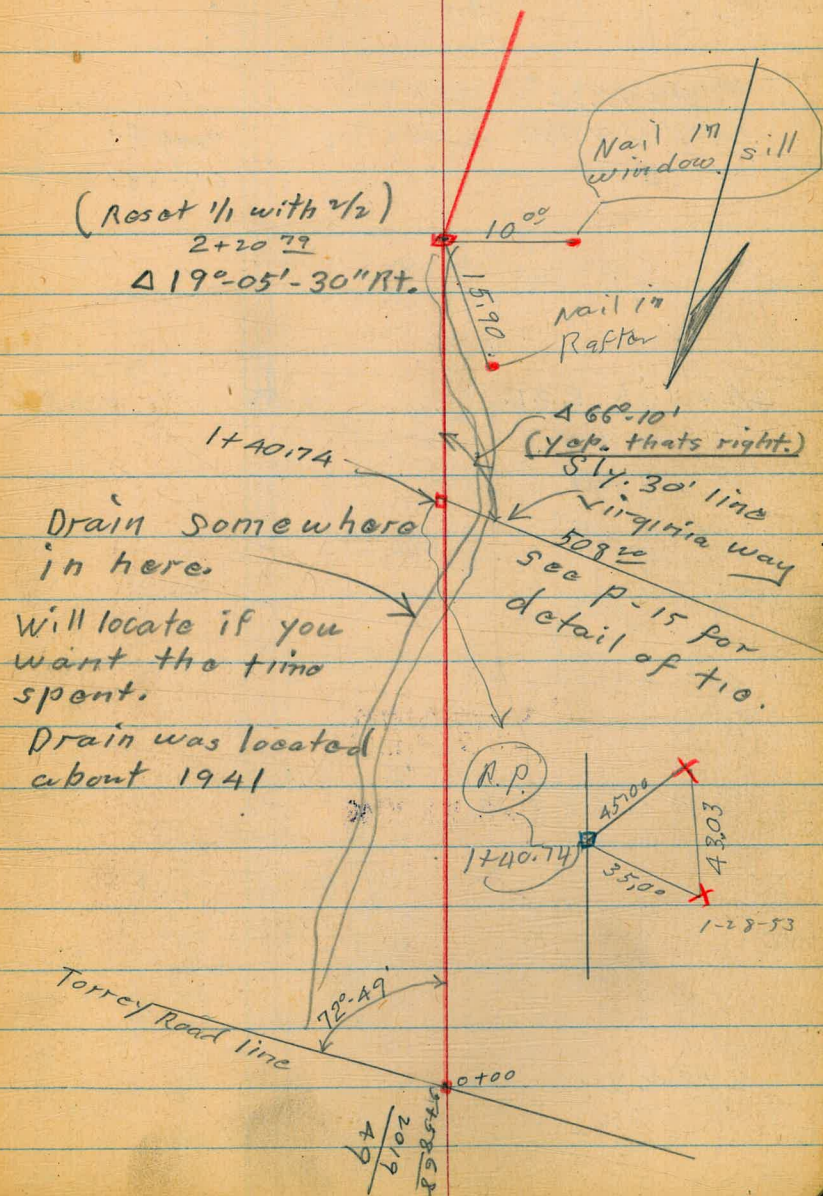 Nail in
window sill
(Reset 1/1 with 2/2)
2+20 79
Δ 19°-05'-30" Rt.
10 00
15.90
Nail in
Rafter
Δ 66°-10'
(yep. thats right.)
1+40.74
Sly. 30' line
Virginia way
508 20
see p-15 for
detail of tie.
Drain somewhere
in here.
Will locate if you
want the time
spent.
Drain was located
about 1941
R.P.
1+40.74
45.00
35.00
43.03
1-28-53
Torrey Road line
72°-49'
0+00
2019
49